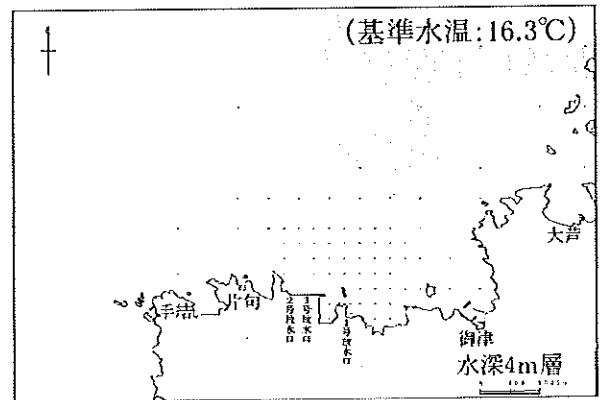 (基準水温:16.3℃)
大芦
手結
片句
2号放水口
3号放水口
1号放水口
御津
水深4m層